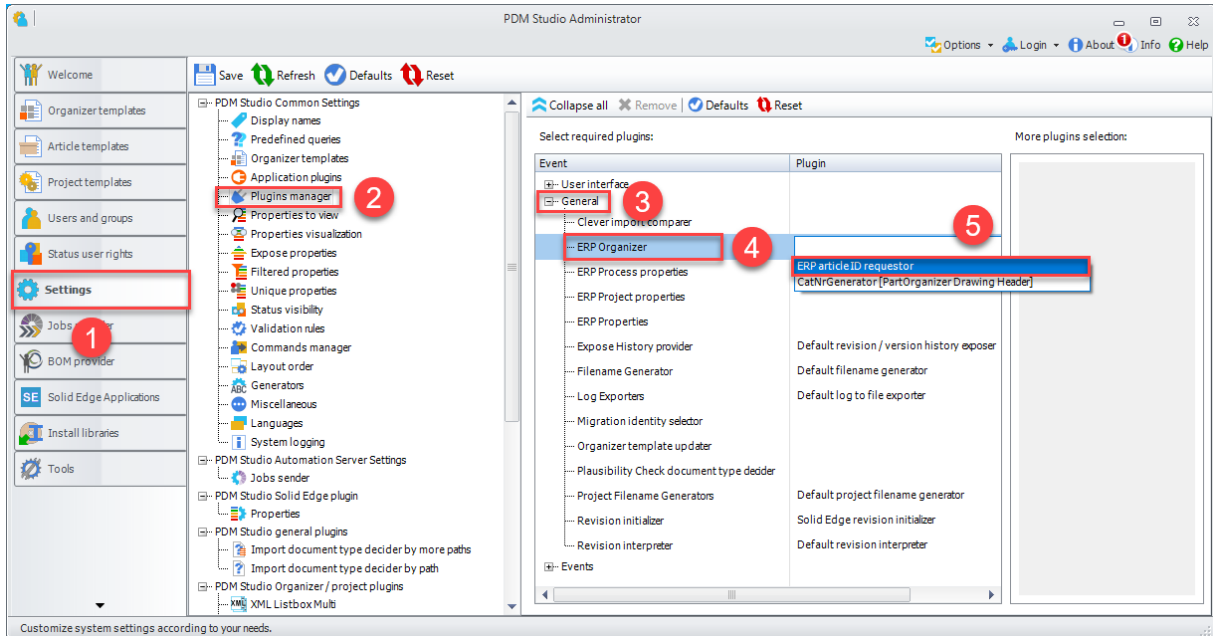 PDM Studio Administrator
Options Login About 1 Info Help
Welcome
Organizer templates
Article templates
Project templates
Users and groups
Status user rights
Settings
1
Jobs
BOM provider
SE Solid Edge Applications
Install libraries
Tools
Save Refresh Defaults Reset
PDM Studio Common Settings
Display names
Predefined queries
Organizer templates
Application plugins
Plugins manager
2
Properties to view
Properties visualization
Expose properties
Filtered properties
Unique properties
Status visibility
Validation rules
Commands manager
Layout order
ABC Generators
Miscellaneous
Languages
System logging
PDM Studio Automation Server Settings
Jobs sender
PDM Studio Solid Edge plugin
Properties
PDM Studio general plugins
Import document type decider by more paths
Import document type decider by path
PDM Studio Organizer / project plugins
XML XML Listbox Multi
Collapse all Remove Defaults Reset
Select required plugins:
More plugins selection:
Event Plugin
User interface
General
3
Clever import comparer
5
ERP Organizer
4
ERP article ID requestor
CatNrGenerator [PartOrganizer Drawing Header]
ERP Process properties
ERP Project properties
ERP Properties
Expose History provider Default revision / version history exposer
Filename Generator Default filename generator
Log Exporters Default log to file exporter
Migration identity selector
Organizer template updater
Plausibility Check document type decider
Project Filename Generators Default project filename generator
Revision initializer Solid Edge revision initializer
Revision interpreter Default revision interpreter
Events
Customize system settings according to your needs.